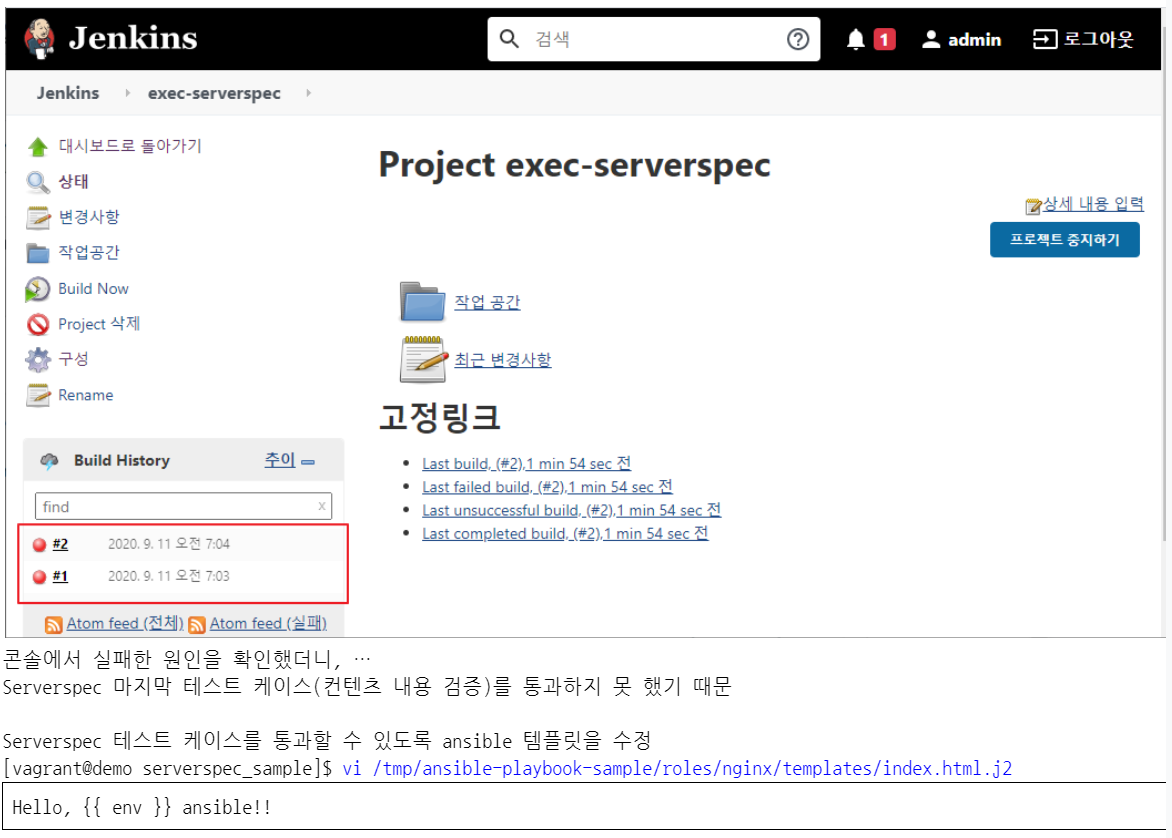 Jenkins
검색
1
admin
로그아웃
Jenkins
exec-serverspec
대시보드로 돌아가기
상태
변경사항
작업공간
Build Now
Project 삭제
구성
Rename
Project exec-serverspec
상세 내용 입력
프로젝트 중지하기
작업 공간
최근 변경사항
고정링크
Last build, (#2),1 min 54 sec 전
Last failed build, (#2),1 min 54 sec 전
Last unsuccessful build, (#2),1 min 54 sec 전
Last completed build, (#2),1 min 54 sec 전
Build History
추이
find
x
#2 2020. 9. 11 오전 7:04
#1 2020. 9. 11 오전 7:03
Atom feed (전체) Atom feed (실패)
콘솔에서 실패한 원인을 확인했더니, …
Serverspec 마지막 테스트 케이스(컨텐츠 내용 검증)를 통과하지 못 했기 때문
Serverspec 테스트 케이스를 통과할 수 있도록 ansible 템플릿을 수정
[vagrant@demo serverspec_sample]$ vi /tmp/ansible-playbook-sample/roles/nginx/templates/index.html.j2
Hello, {{ env }} ansible!!